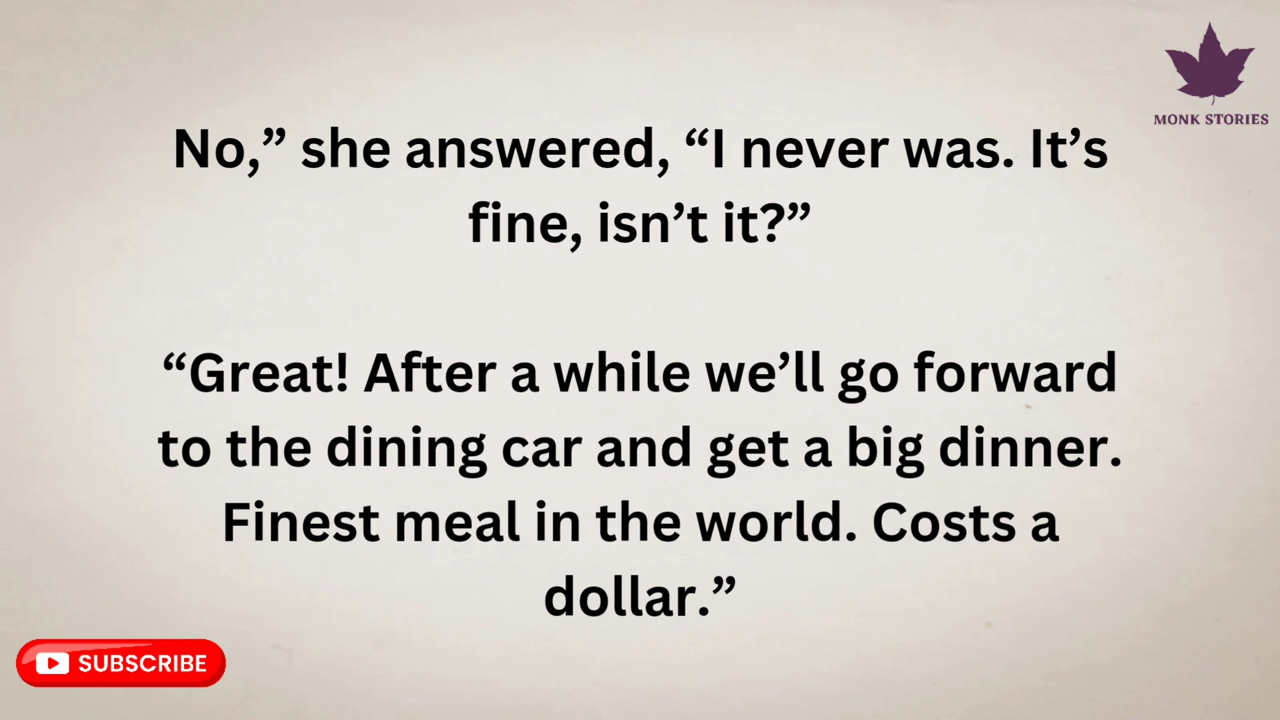 MONK STORIES
No,” she answered, “I never was. It’s
fine, isn’t it?”
“Great! After a while we’ll go forward
to the dining car and get a big dinner.
Finest meal in the world. Costs a
dollar.”
SUBSCRIBE